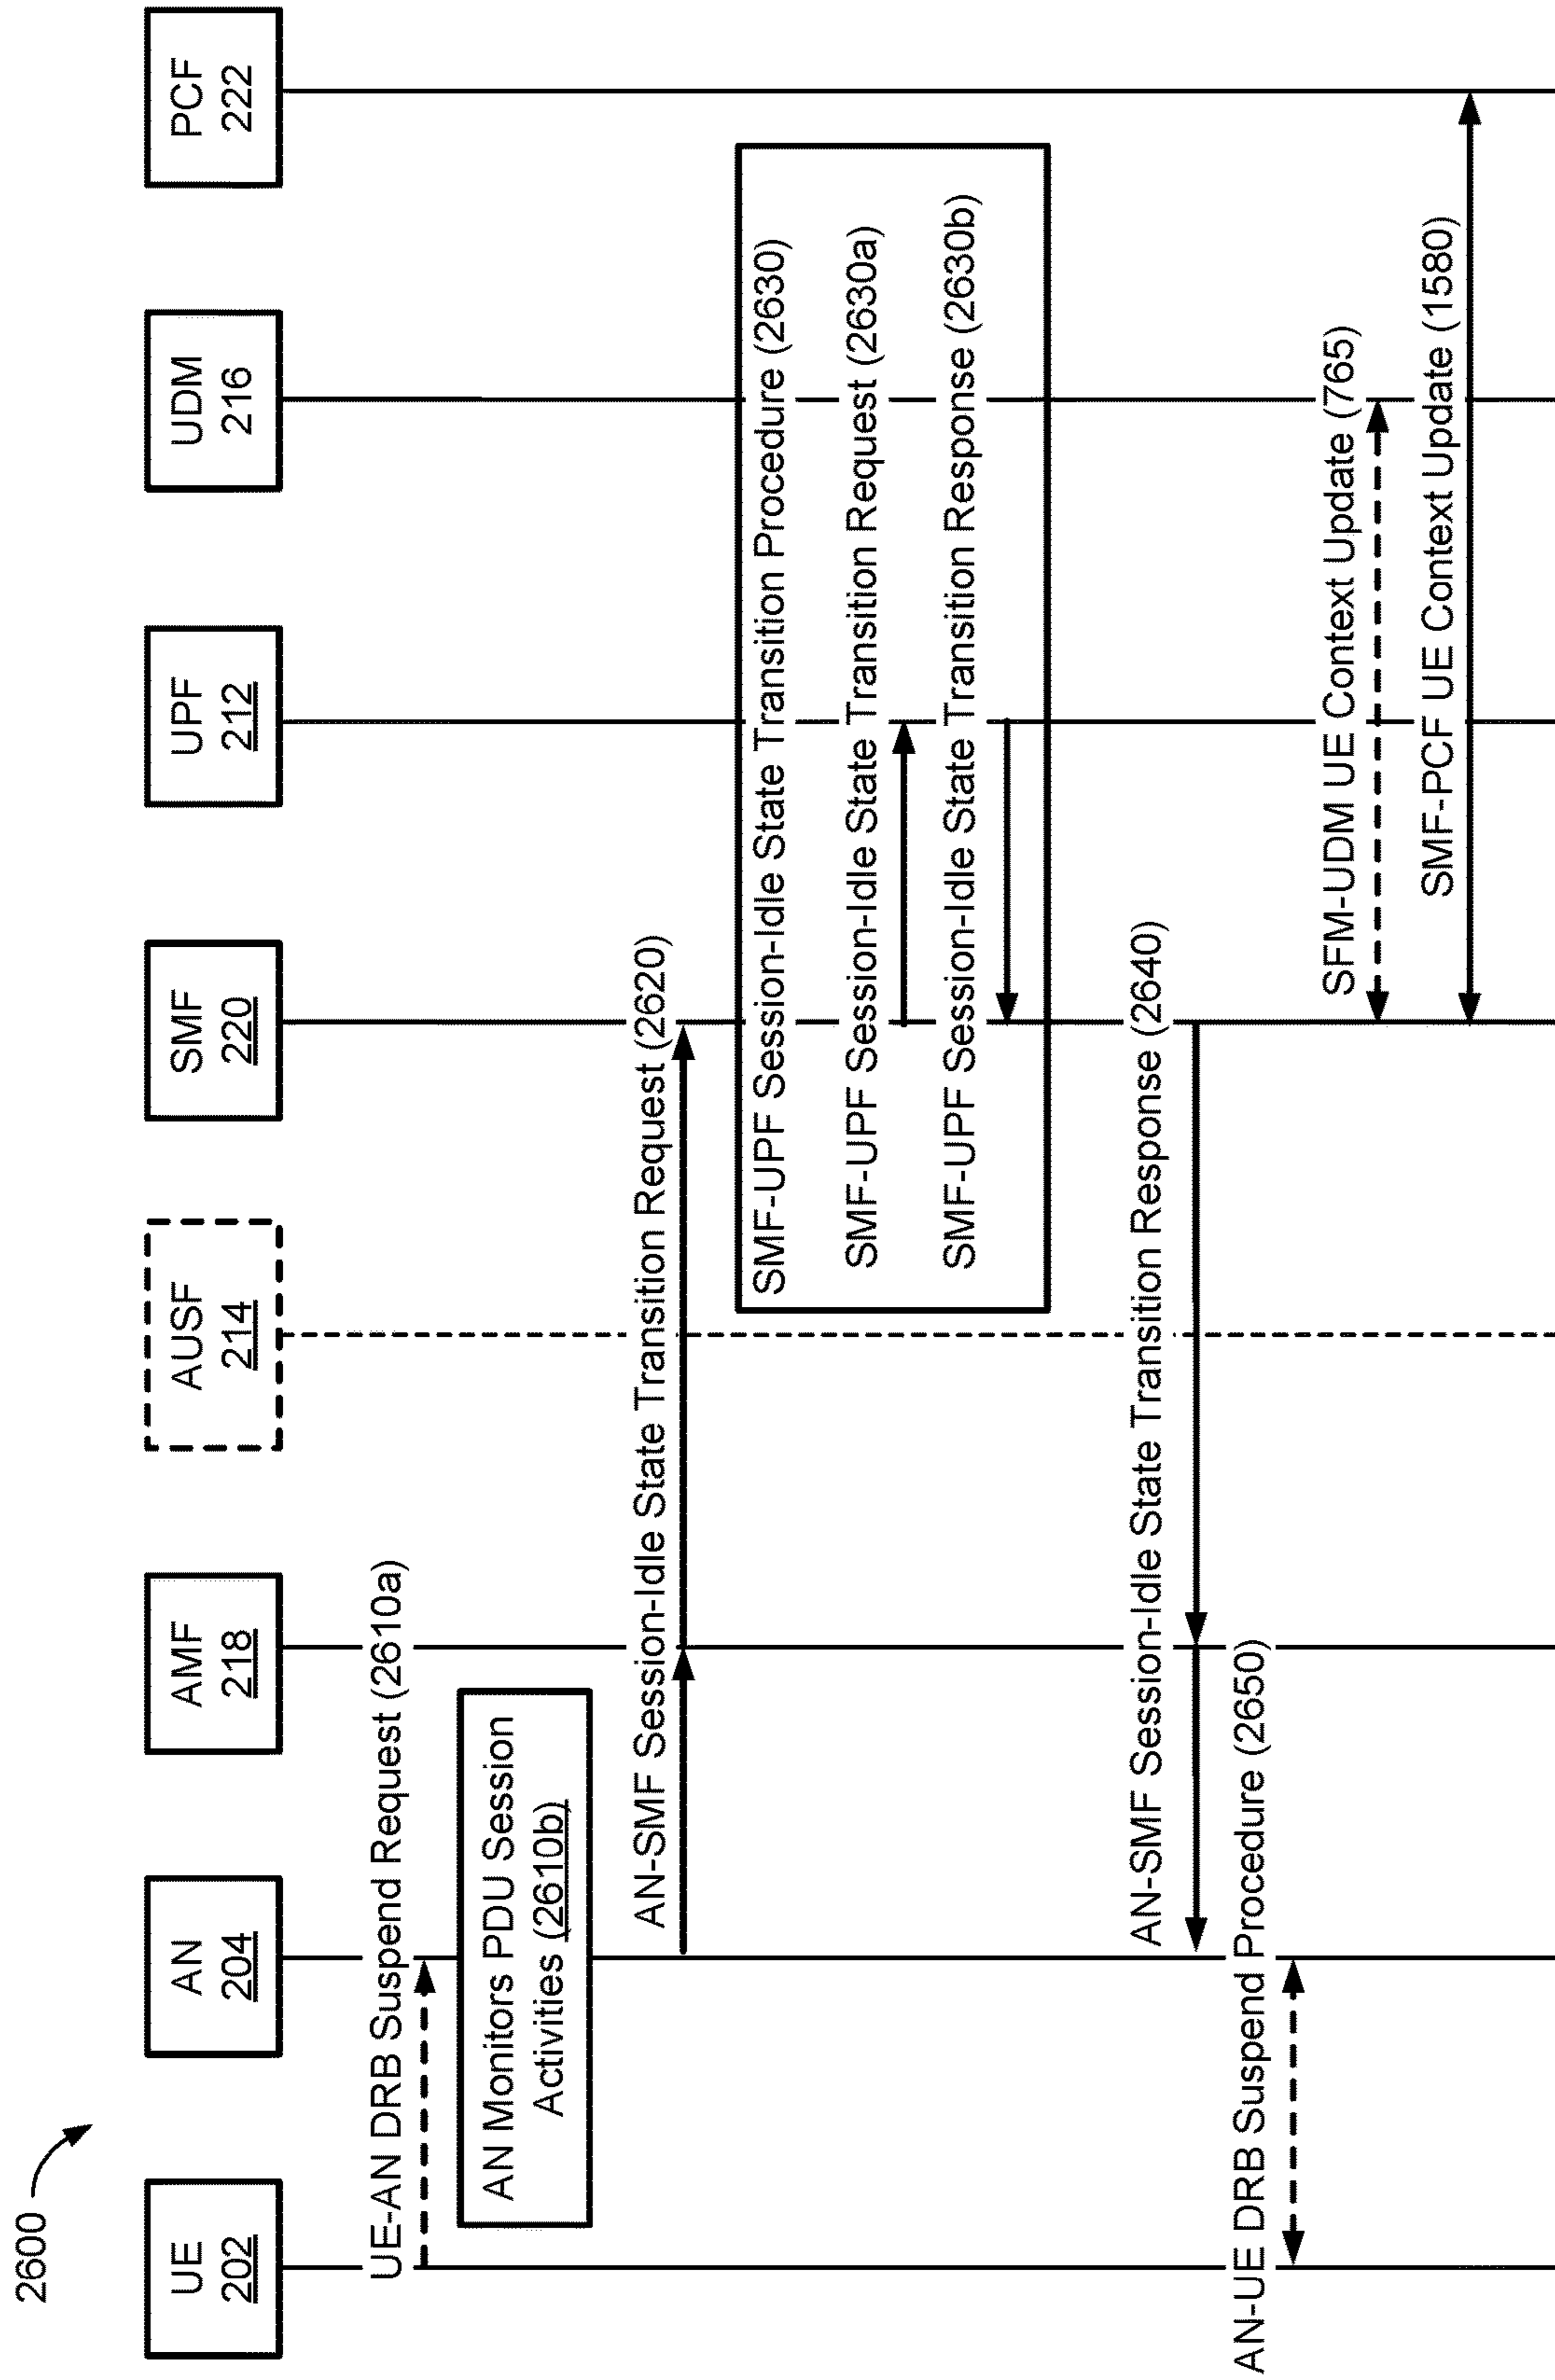 2600
UE
202
AN
204
AMF
218
AUSF
214
SMF
220
UPF
212
UDM
216
PCF
222
UE-AN DRB Suspend Request (2610a)
AN Monitors PDU Session
Activities (2610b)
AN-SMF Session-Idle State Transition Request (2620)
SMF-UPF Session-Idle State Transition Procedure (2630)
SMF-UPF Session-Idle State Transition Request (2630a)
SMF-UPF Session-Idle State Transition Response (2630b)
AN-SMF Session-Idle State Transition Response (2640)
AN-UE DRB Suspend Procedure (2650)
SFM-UDM UE Context Update (765)
SMF-PCF UE Context Update (1580)